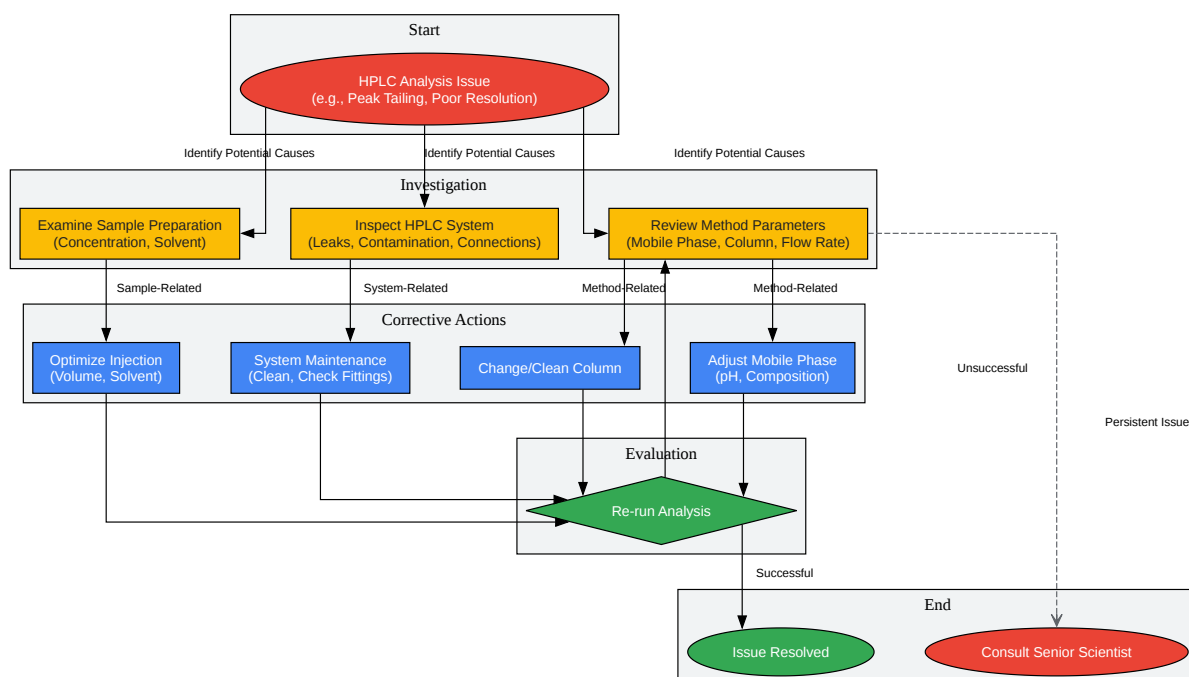 Start
HPLC Analysis Issue
(e.g., Peak Tailing, Poor Resolution)
Identify Potential Causes
Identify Potential Causes
Identify Potential Causes
Investigation
Examine Sample Preparation
(Concentration, Solvent)
Inspect HPLC System
(Leaks, Contamination, Connections)
Review Method Parameters
(Mobile Phase, Column, Flow Rate)
Sample-Related
System-Related
Method-Related
Method-Related
Corrective Actions
Optimize Injection
(Volume, Solvent)
System Maintenance
(Clean, Check Fittings)
Change/Clean Column
Adjust Mobile Phase
(pH, Composition)
Unsuccessful
Persistent Issue
Evaluation
Re-run Analysis
Successful
End
Issue Resolved
Consult Senior Scientist